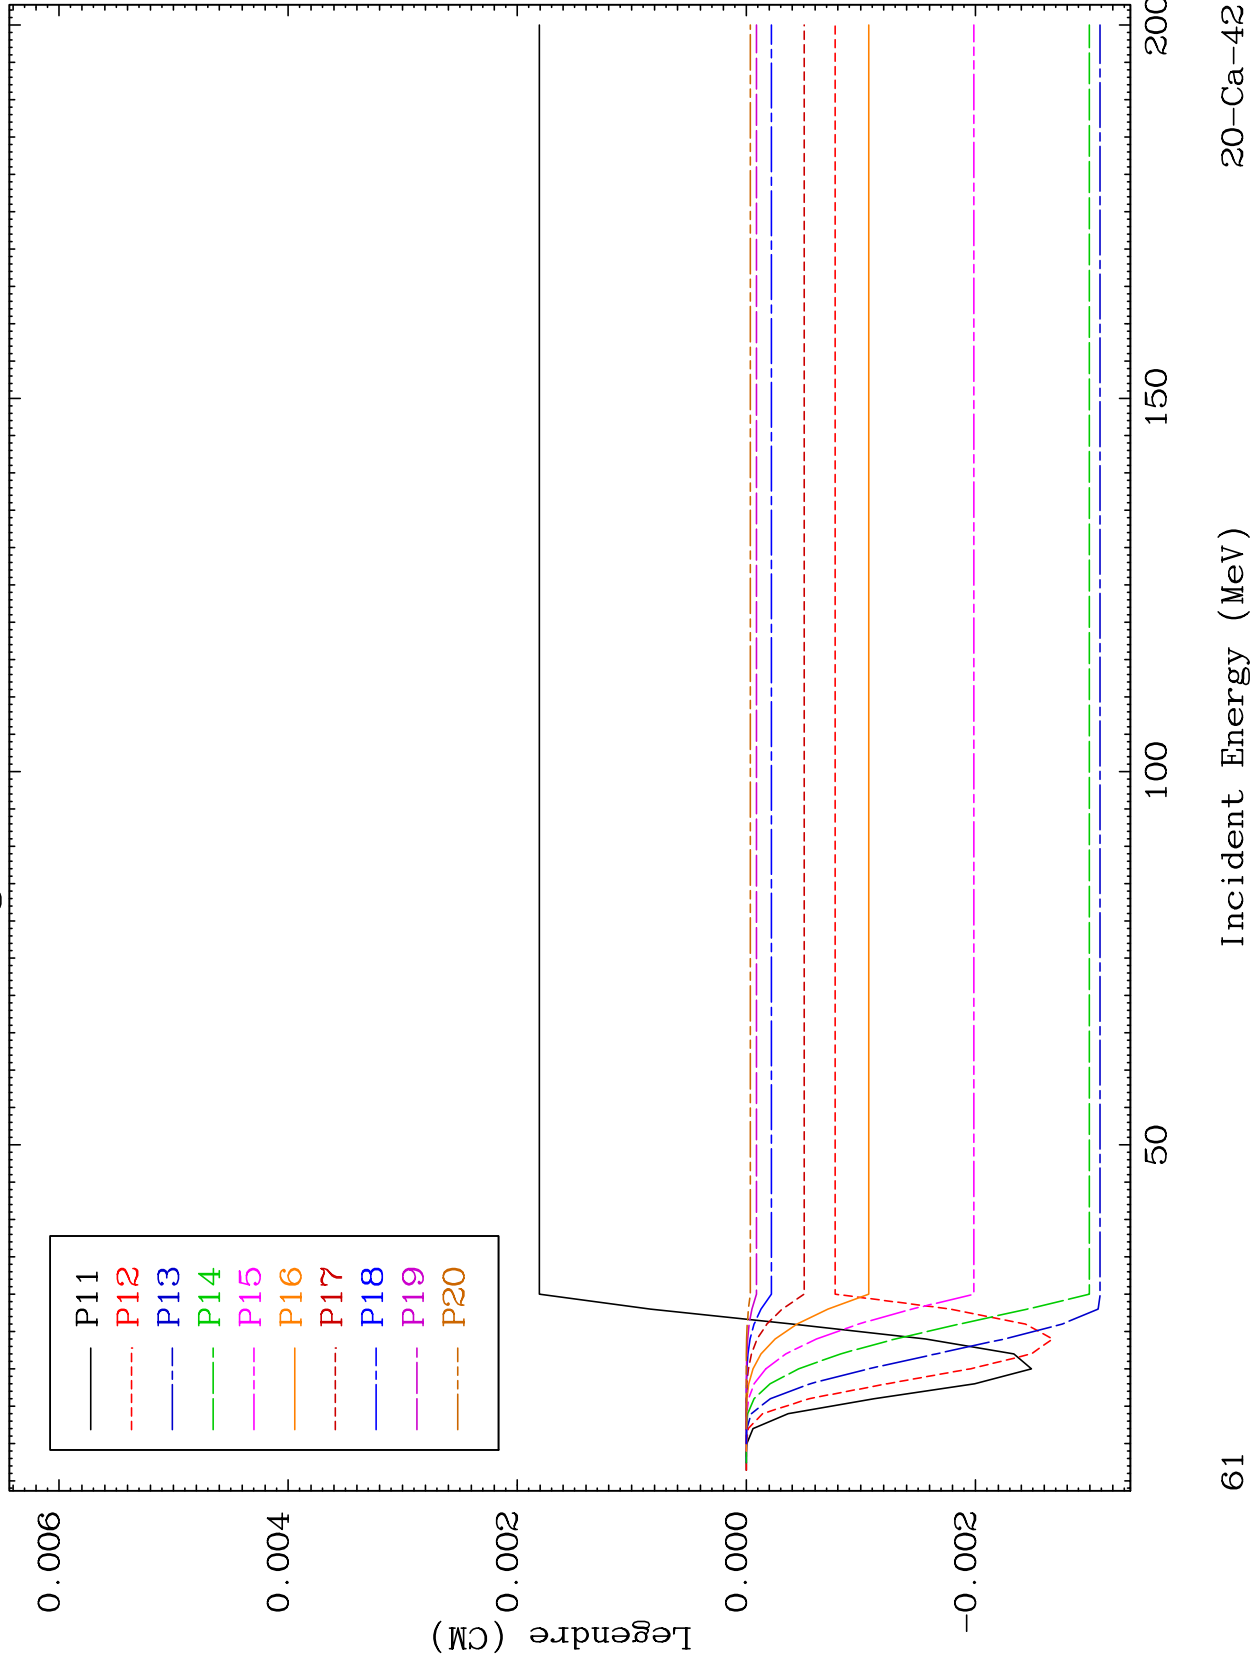 0.006
0.004
0.002
0.000
-0.002
Legendre (CM)
P11
P12
P13
P14
P15
P16
P17
P18
P19
P20
50
100
150
200
Incident Energy (MeV)
61
20-Ca-42